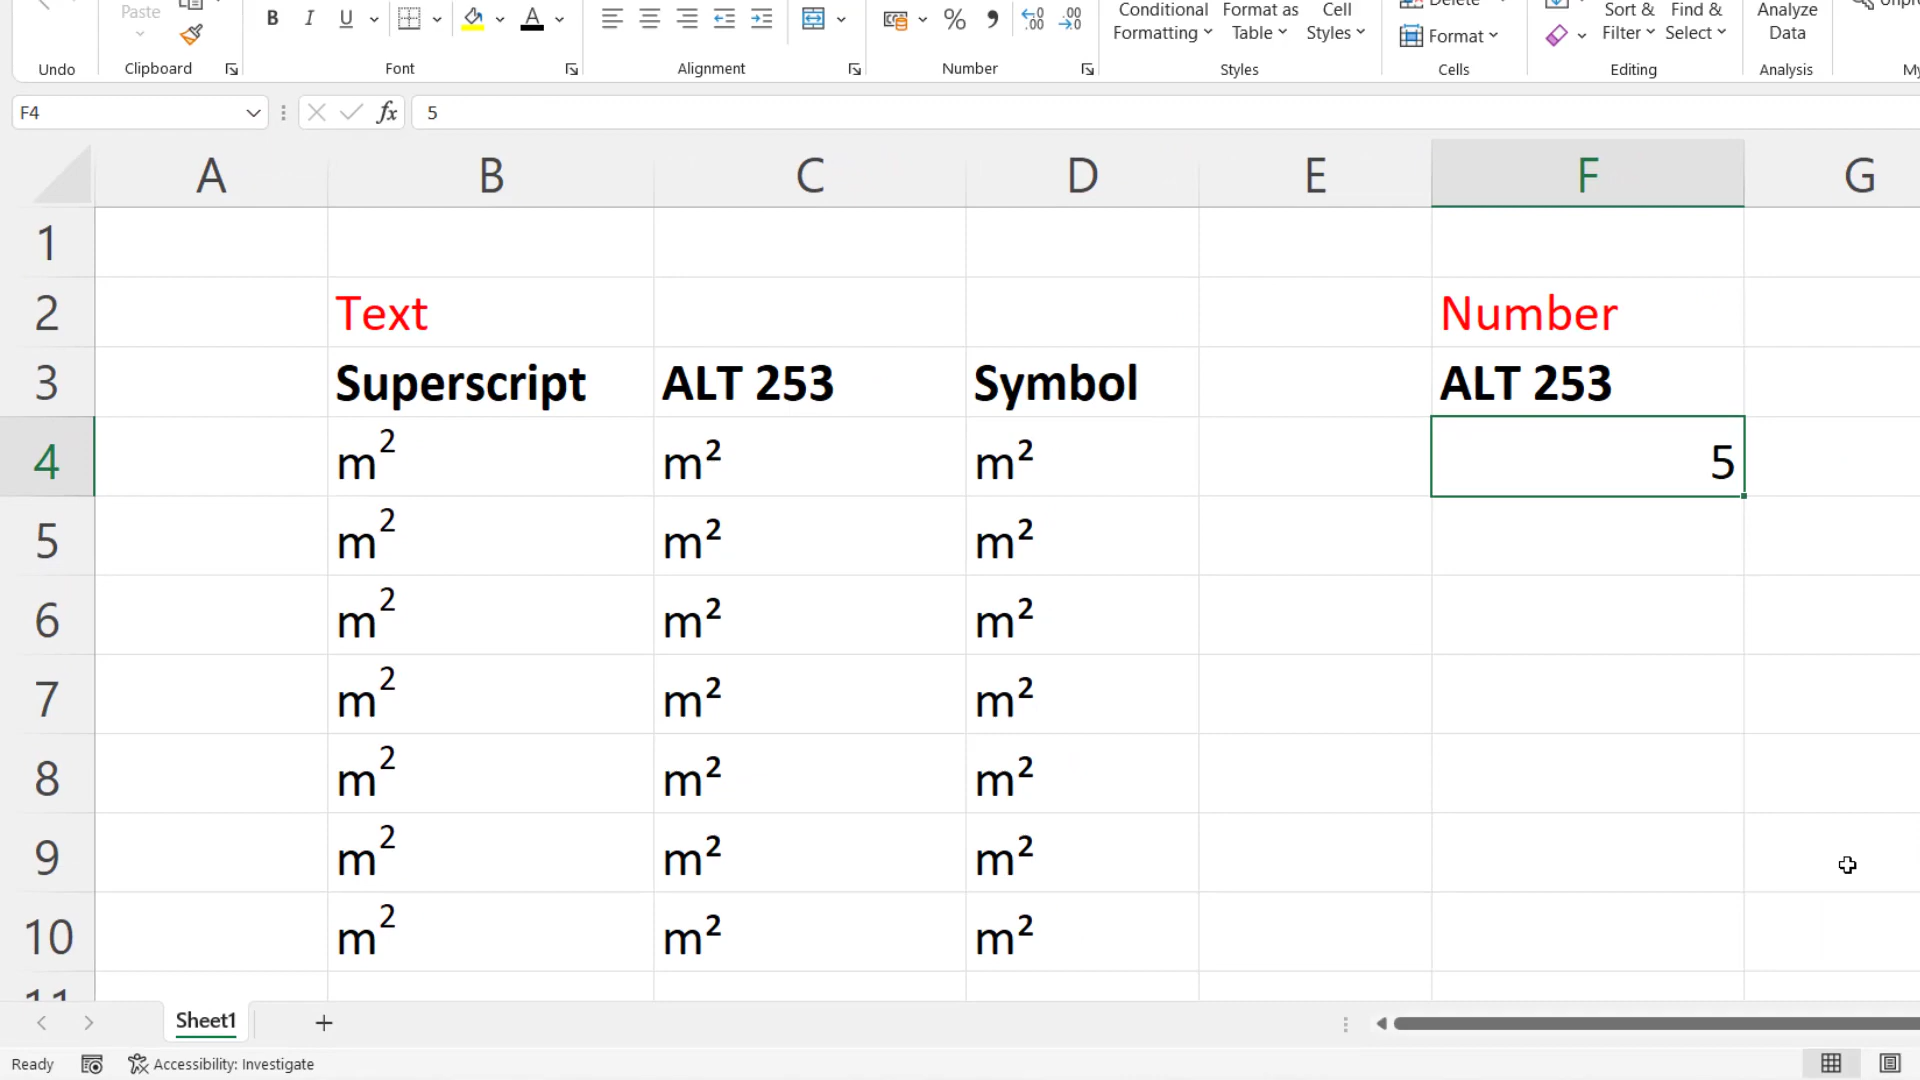 Paste
B I U A
% 9
Conditional Format as Cell
Formatting Table Styles
Delete
Format
Sort & Find &
Filter Select
Analyze
Data
Undo Clipboard Font Alignment Number Styles Cells Editing Analysis
F4 fx 5
A B C D E F G
1
2 Text Number
3 Superscript ALT 253 Symbol ALT 253
4 m² m² m² 5
5 m² m² m²
6 m² m² m²
7 m² m² m²
8 m² m² m²
9 m² m² m²
10 m² m² m²
11
Sheet1
Ready Accessibility: Investigate